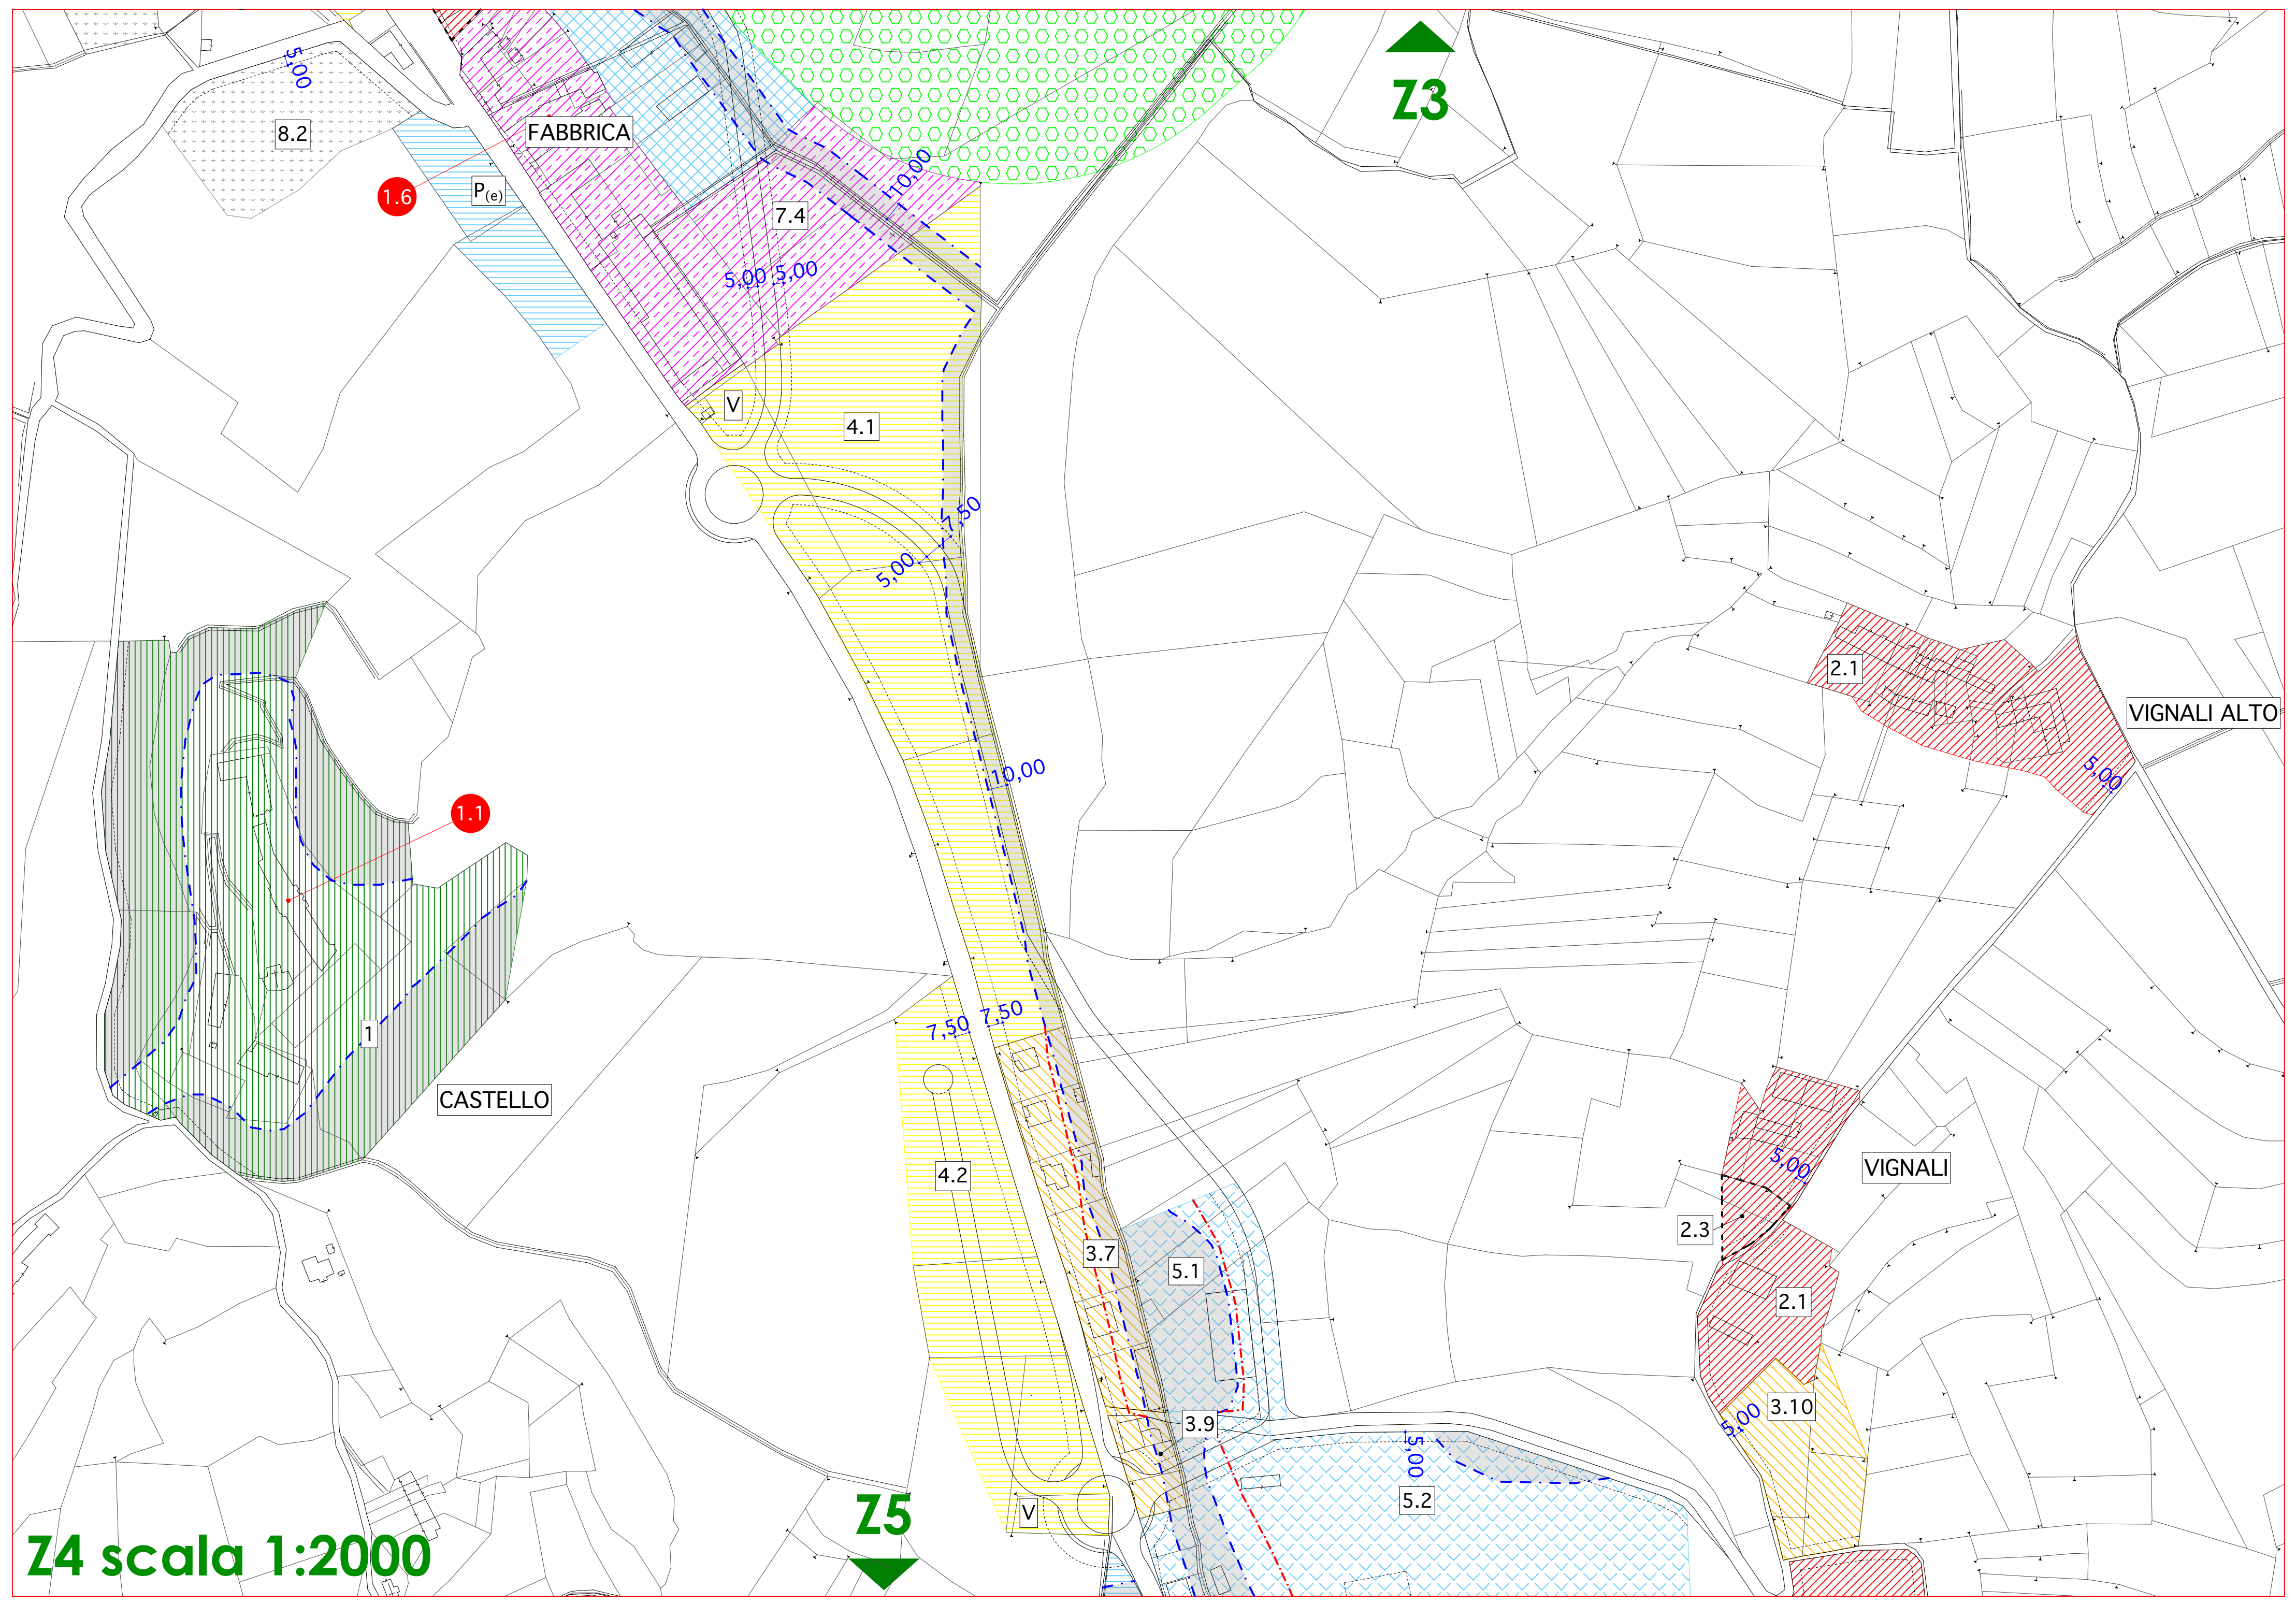 5,00
Z3
8.2
FABBRICA
1.6
P(e)
10,00
7.4
5,00 5,00
V
4.1
7,50
5,00
2.1
VIGNALI ALTO
5,00
10,00
1.1
7,50 7,50
1
CASTELLO
4.2
5,00
VIGNALI
2.3
3.7
5.1
2.1
3.9
3.10
5,00
5,00
5.2
Z5
V
Z4 scala 1:2000